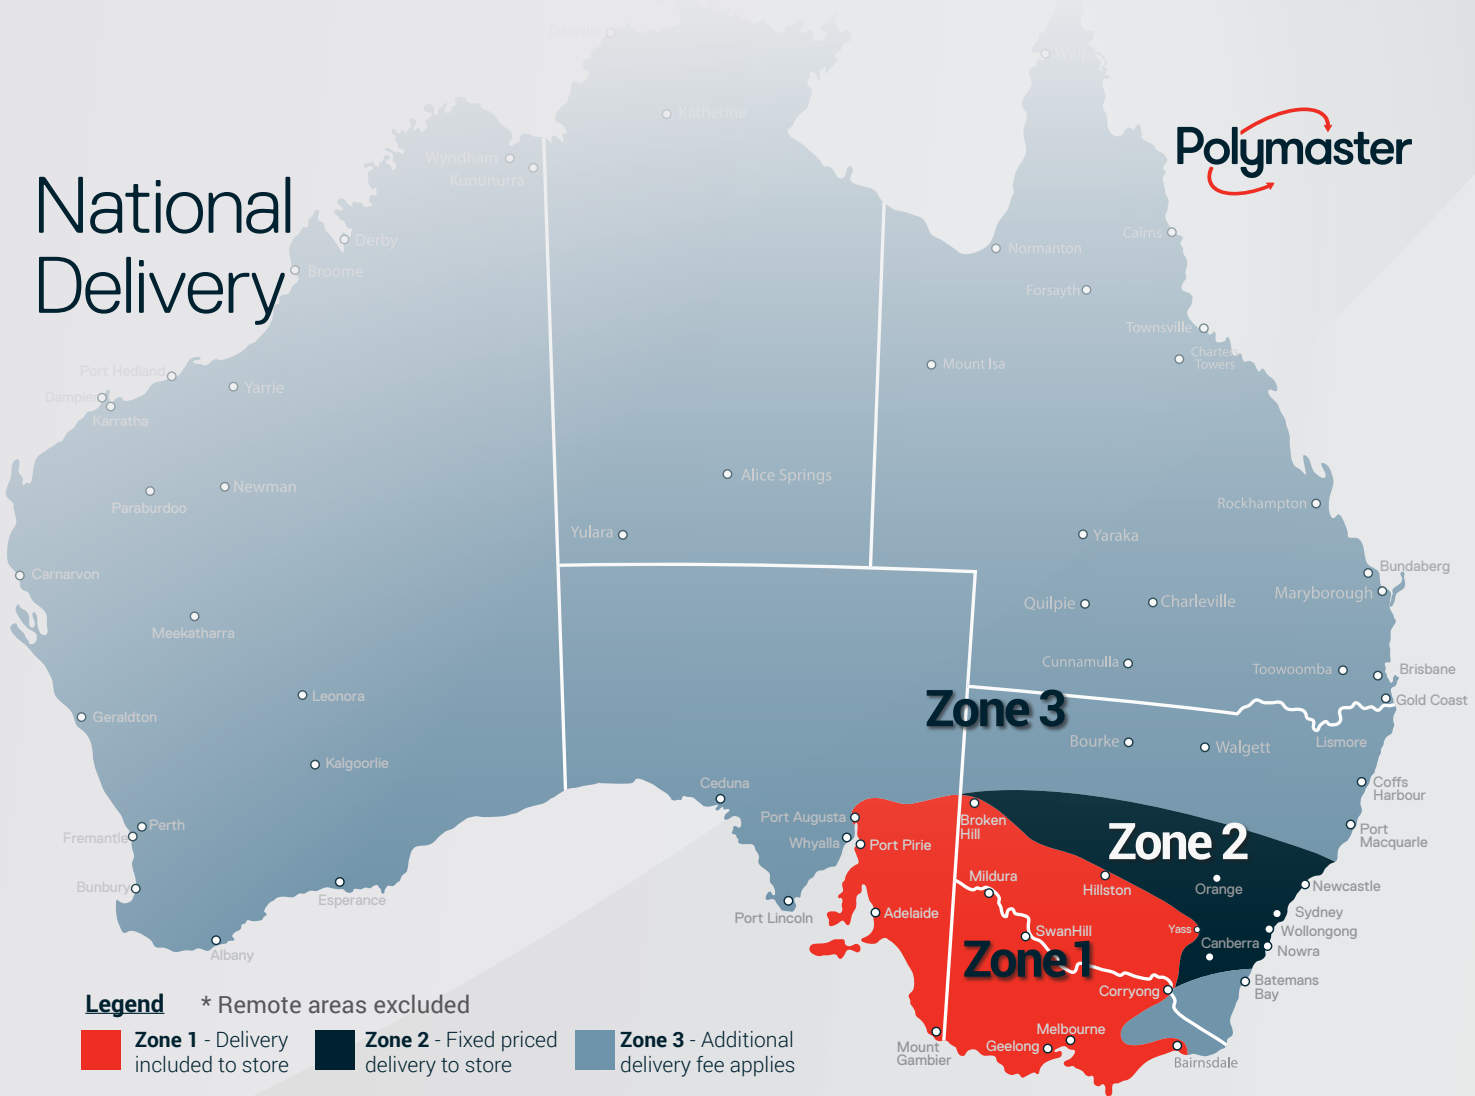 Darwin
Weipa
Katherine
Polymaster
Wyndham
Kununurra
National
Delivery
Derby
Broome
Cairns
Normanton
Forsayth
Townsville
Charters
Towers
Mount Isa
Port Hedland
Yarrie
Dampier
Karratha
Alice Springs
Newman
Paraburdoo
Rockhampton
Yulara
Yaraka
Carnarvon
Bundaberg
Maryborough
Quilpie
Charleville
Meekatharra
Cunnamulla
Toowoomba
Brisbane
Leonora
Gold Coast
Zone 3
Geraldton
Bourke
Walgett
Lismore
Kalgoorlie
Ceduna
Coffs
Harbour
Port Augusta
Broken
Hill
Perth
Fremantle
Whyalla
Port Pirie
Zone 2
Port
Macquarle
Mildura
Hillston
Orange
Newcastle
Bunbury
Esperance
Port Lincoln
Adelaide
Sydney
SwanHill
Yass
Wollongong
Canberra
Nowra
Albany
Zone 1
Corryong
Batemans
Bay
Legend
* Remote areas excluded
Melbourne
Mount
Gambier
Geelong
Bairnsdale
Zone 1 - Delivery
included to store
Zone 2 - Fixed priced
delivery to store
Zone 3 - Additional
delivery fee applies